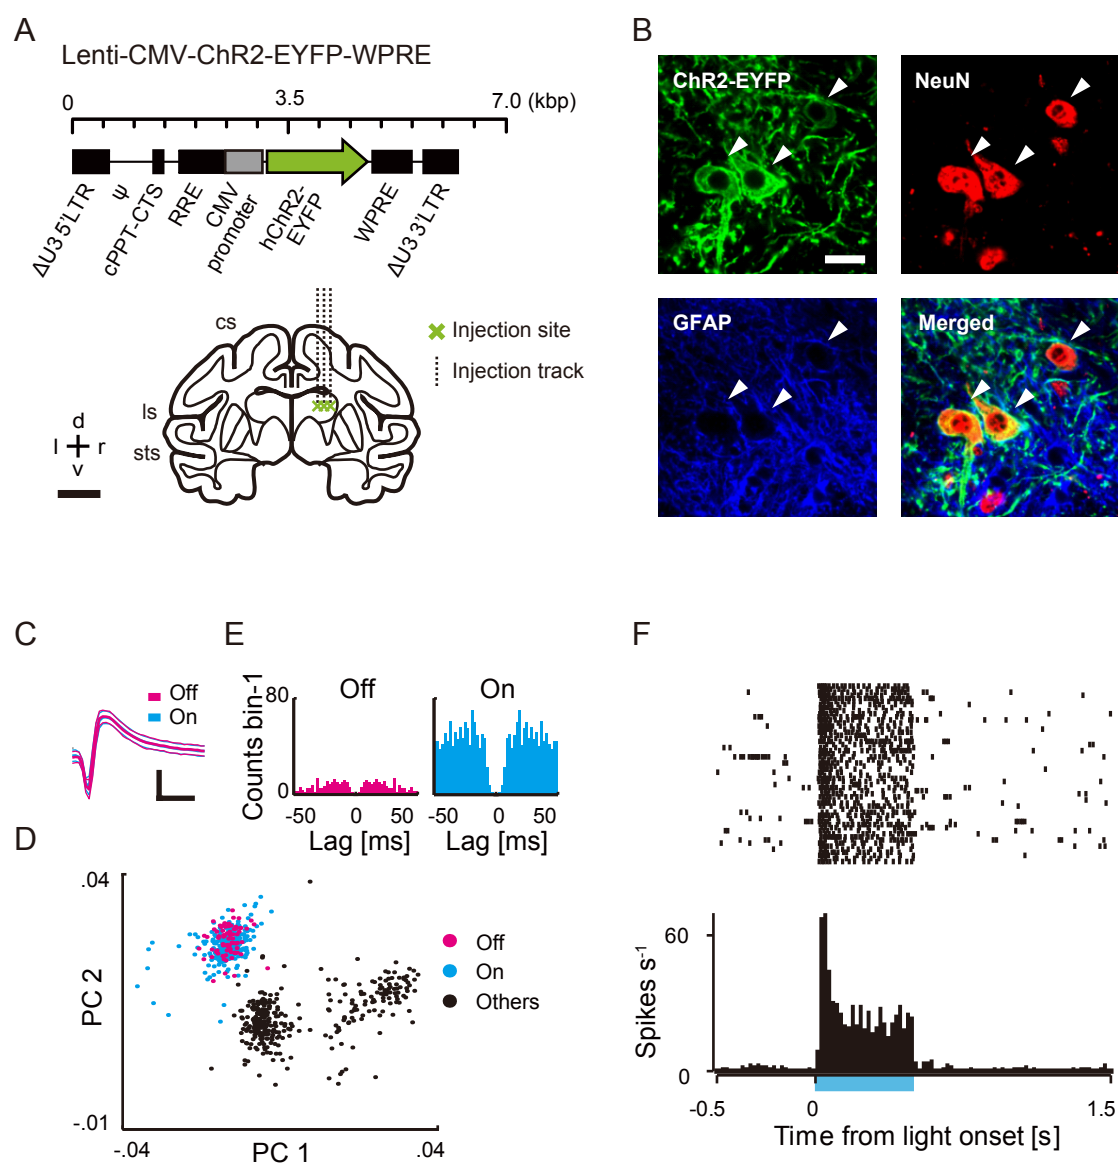 A
Lenti-CMV-ChR2-EYFP-WPRE
0 3.5 7.0 (kbp)
ΔU3 5'LTR
ψ
cPPT-CTS
RRE
CMV
promoter
hChR2-
EYFP
WPRE
ΔU3 3'LTR
cs
ls
sts
d
l r
v
Injection site
Injection track
B
ChR2-EYFP
NeuN
GFAP
Merged
C
Off
On
E
Counts bin-1
80
0
Off
On
-50 0 50
Lag [ms]
-50 0 50
Lag [ms]
D
PC 2
.04
-.01
-.04 .04
PC 1
Off
On
Others
F
Spikes s-1
60
0
-0.5 0 1.5
Time from light onset [s]